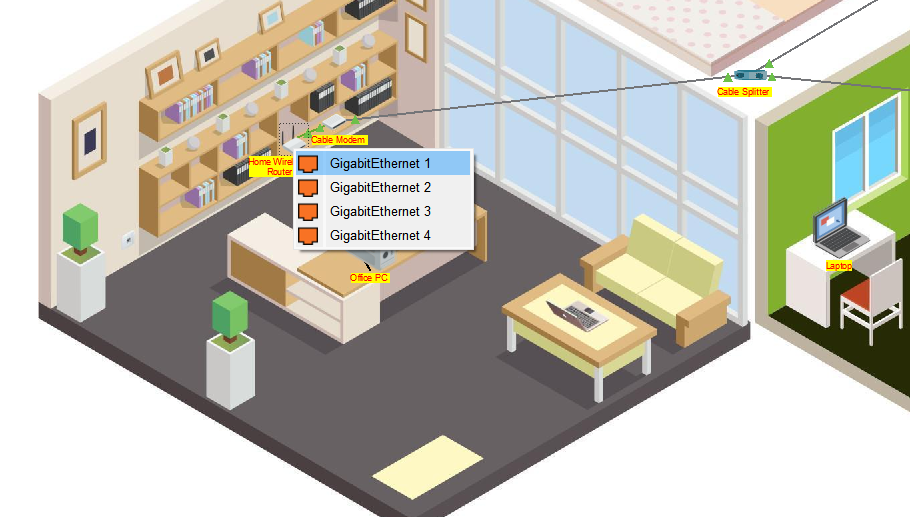 Cable Splitter
Cable Modem
Home Wirel
Router
GigabitEthernet 1
GigabitEthernet 2
GigabitEthernet 3
GigabitEthernet 4
Laptop
Office PC